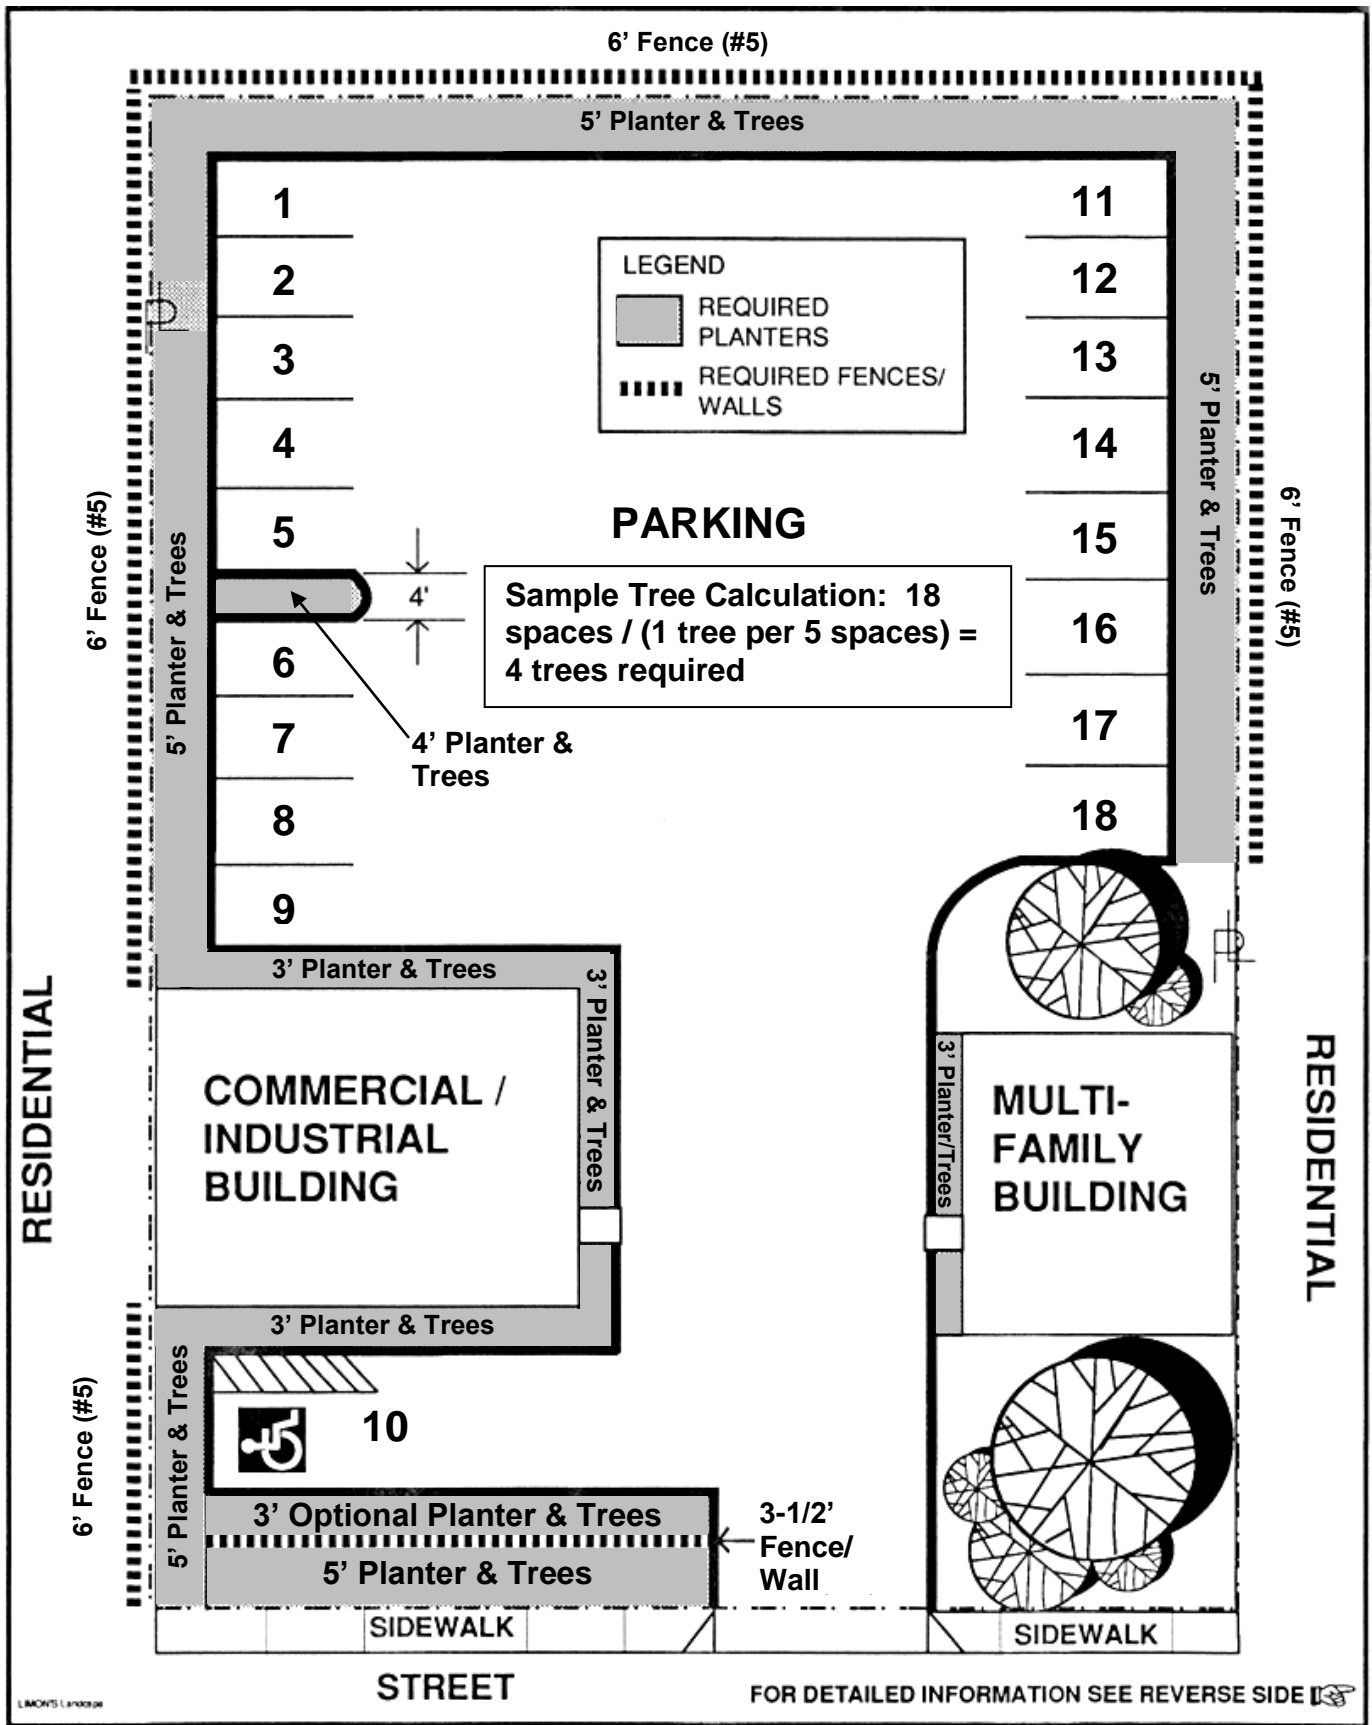 6’ Fence (#5)
5’ Planter & Trees
1
2
3
4
5
6
7
8
9
11
12
13
14
15
16
17
18
LEGEND
REQUIRED
PLANTERS
REQUIRED FENCES/
WALLS
6’ Fence (#5)
5’ Planter & Trees
5’ Planter & Trees
6’ Fence (#5)
PARKING
4'
Sample Tree Calculation: 18
spaces / (1 tree per 5 spaces) =
4 trees required
4’ Planter &
Trees
3’ Planter & Trees
3’ Planter & Trees
RESIDENTIAL
COMMERCIAL /
INDUSTRIAL
BUILDING
3’ Planter/Trees
MULTI-
FAMILY
BUILDING
RESIDENTIAL
3’ Planter & Trees
6’ Fence (#5)
5’ Planter & Trees
10
3’ Optional Planter & Trees
5’ Planter & Trees
3-1/2’
Fence/
Wall
SIDEWALK
SIDEWALK
STREET
FOR DETAILED INFORMATION SEE REVERSE SIDE
LIMON'S Landscape